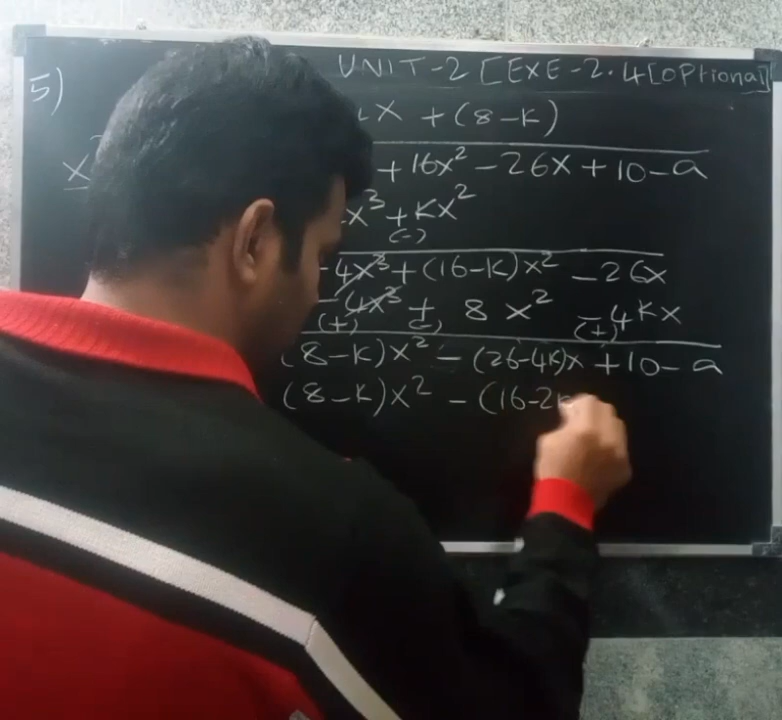 UNIT-2 [EXE-2.4[Optional]
5) x + (8-k)
x + 16x² - 26x + 10-a
x³ + kx²
(-)
- 4x³ + (16-k)x² - 26x
- 4x³ + 8x² - 4kx
(+) (-) (+)
(8-k)x² - (26-4k)x + 10-a
(8-k)x² - (16-2k